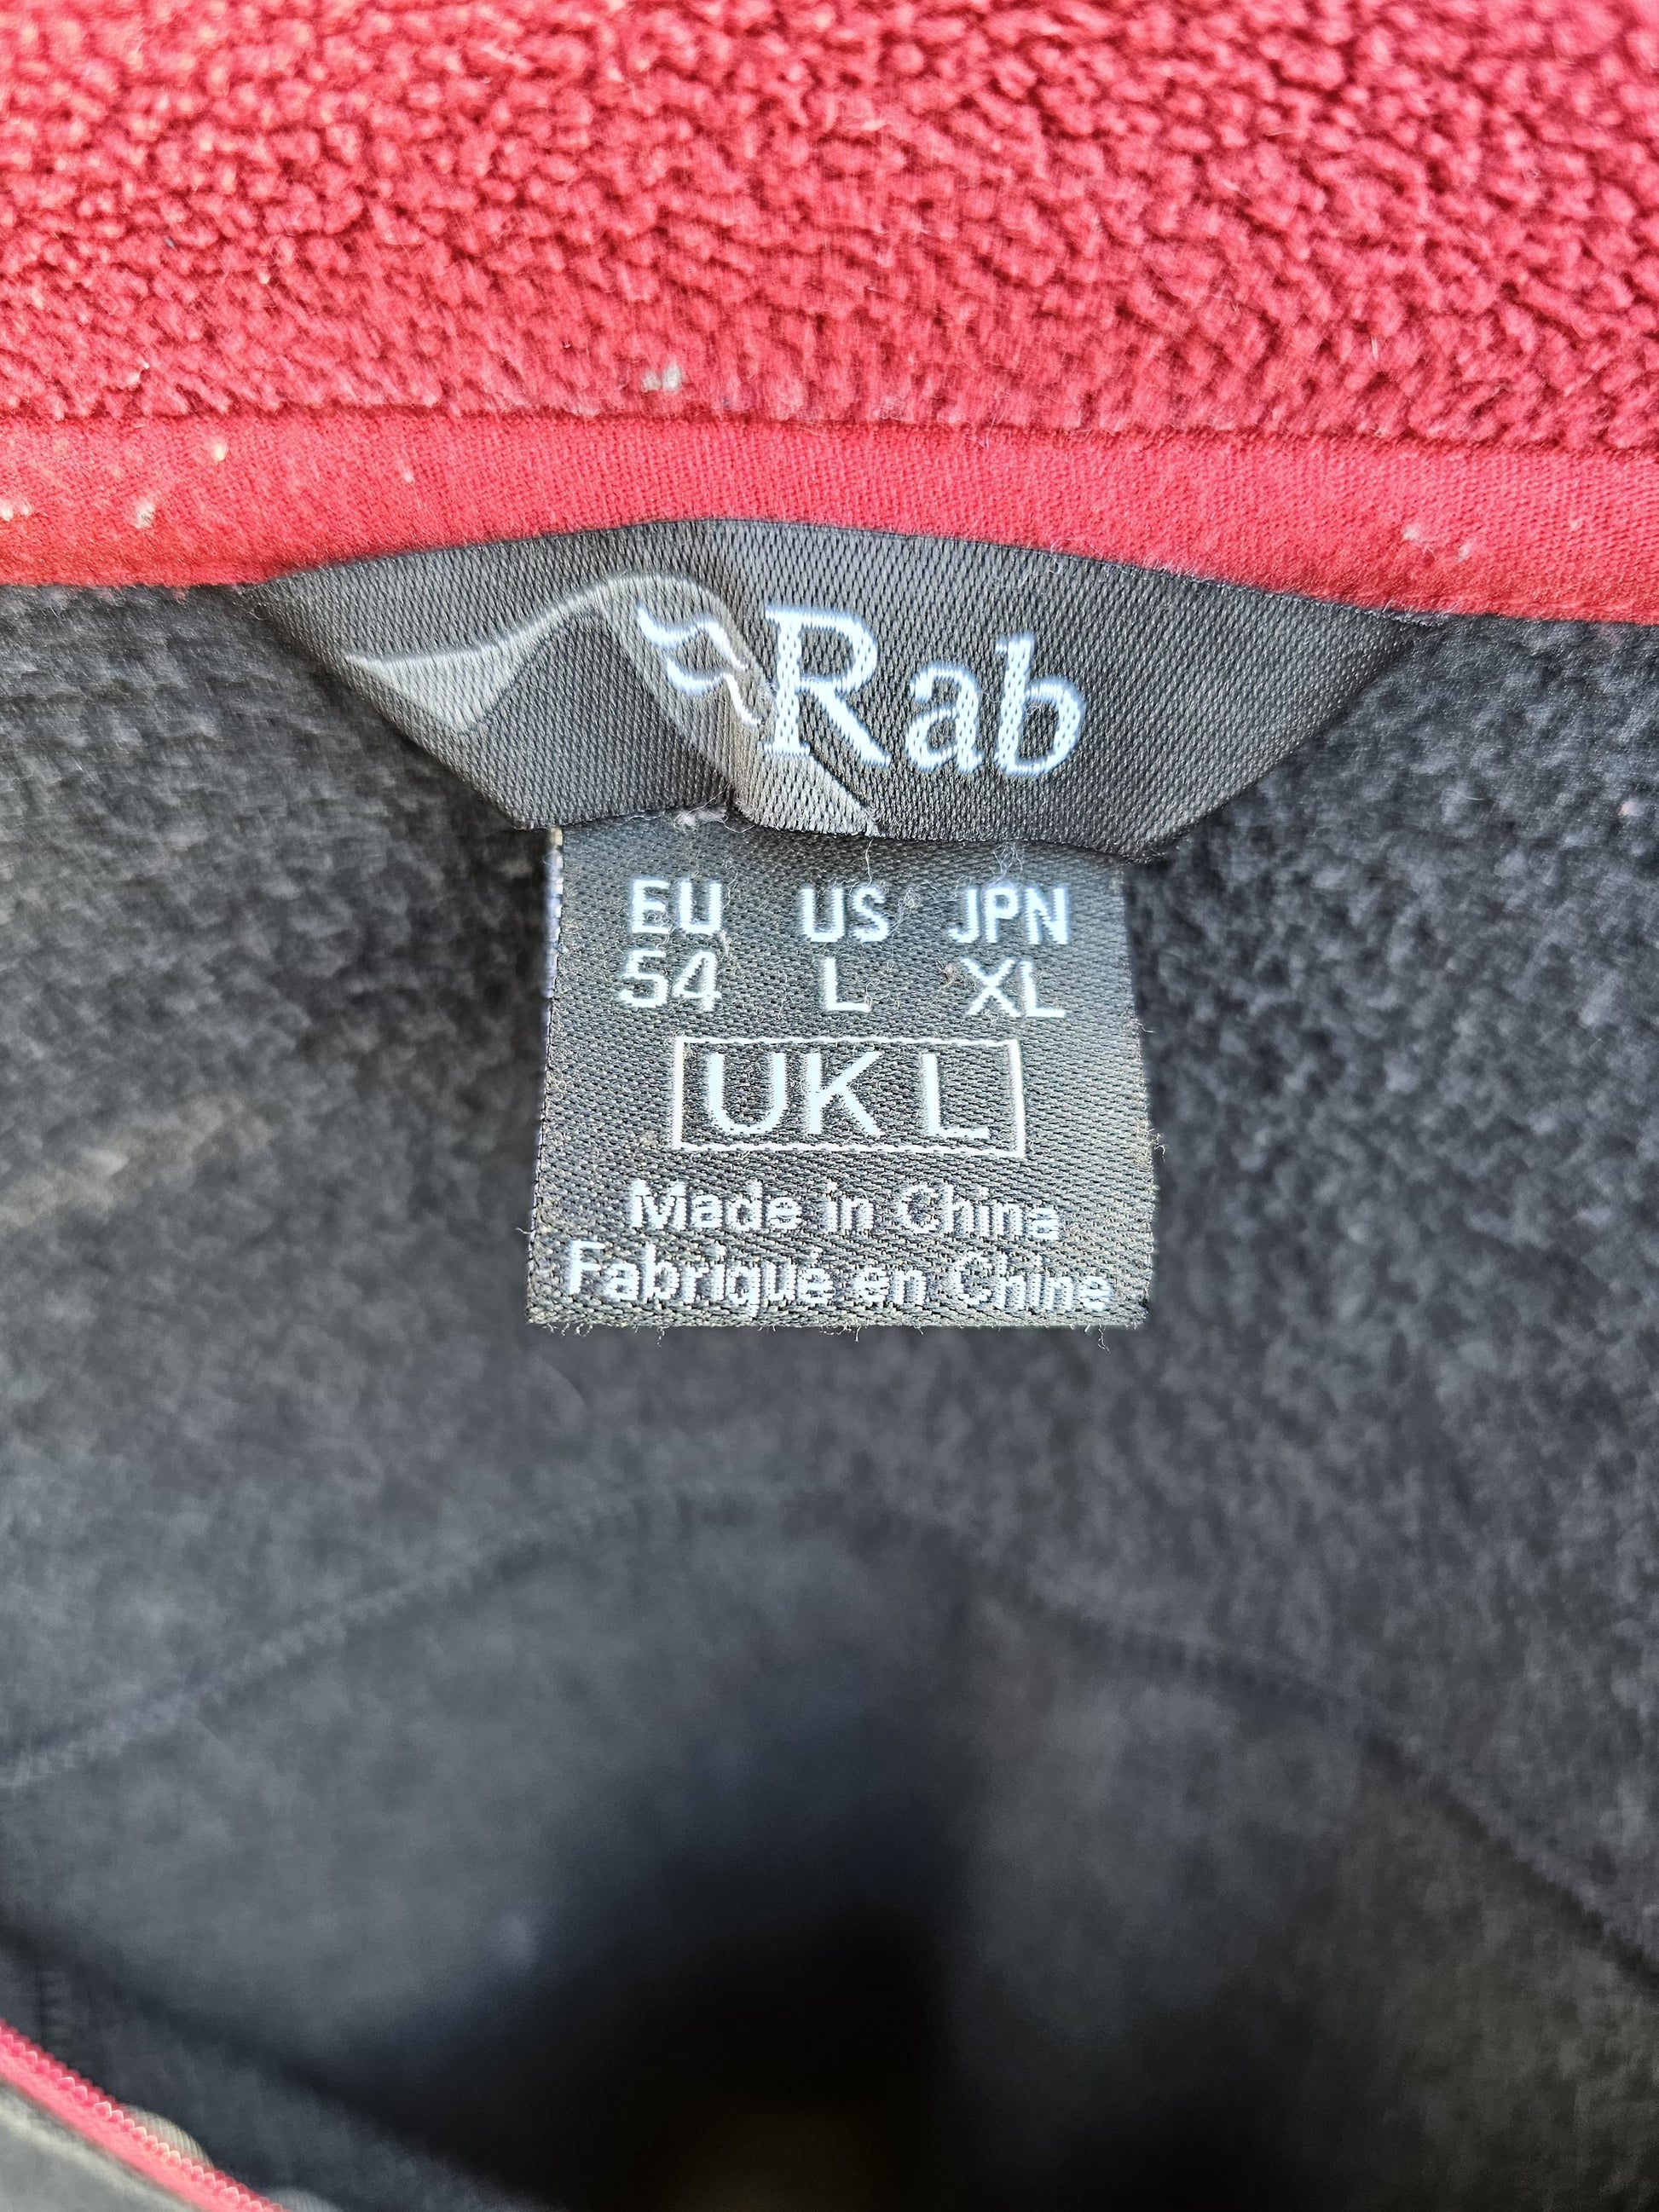 Rab
EU US JPN
54 L XL
UK L
Made in China
Fabriqué en Chine